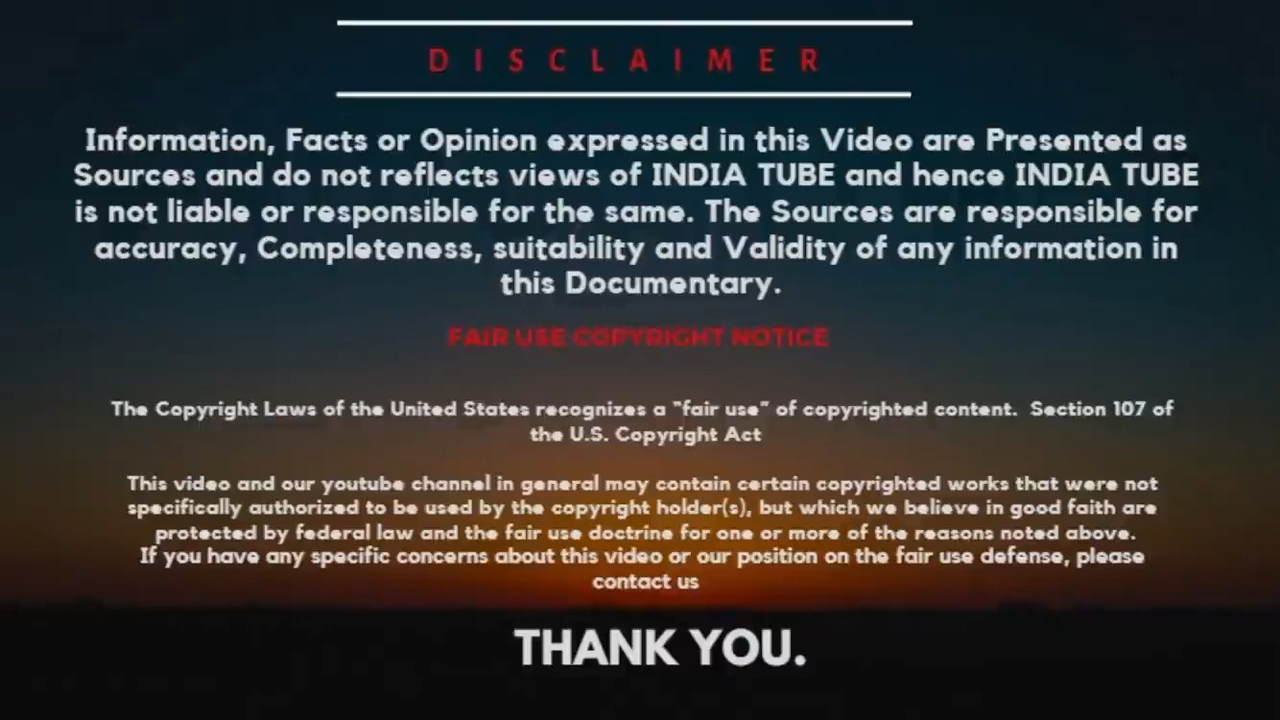 DISCLAIMER
Information, Facts or Opinion expressed in this Video are Presented as
Sources and do not reflects views of INDIA TUBE and hence INDIA TUBE
is not liable or responsible for the same. The Sources are responsible for
accuracy, Completeness, suitability and Validity of any information in
this Documentary.
FAIR USE COPYRIGHT NOTICE
The Copyright Laws of the United States recognizes a "fair use" of copyrighted content.  Section 107 of
the U.S. Copyright Act
This video and our youtube channel in general may contain certain copyrighted works that were not
specifically authorized to be used by the copyright holder(s), but which we believe in good faith are
protected by federal law and the fair use doctrine for one or more of the reasons noted above.
If you have any specific concerns about this video or our position on the fair use defense, please
contact us
THANK YOU.